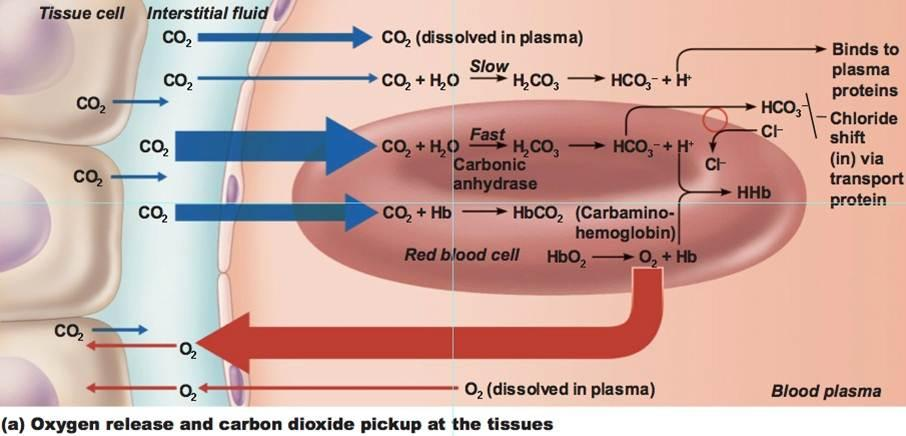 Tissue cell Interstitial fluid
CO₂ CO₂ (dissolved in plasma)
CO₂ CO₂ + H₂O Slow H₂CO₃ HCO₃⁻ + H⁺
Binds to
plasma
proteins
CO₂
CO₂ CO₂ + H₂O Fast H₂CO₃ HCO₃⁻ + H⁺
Carbonic
anhydrase
HCO₃⁻
Cl⁻
Cl⁻
Chloride
shift
(in) via
transport
protein
CO₂
HHb
CO₂ CO₂ + Hb HbCO₂ (Carbamino-
hemoglobin)
Red blood cell HbO₂ O₂ + Hb
CO₂
O₂
O₂ O₂ (dissolved in plasma)
Blood plasma
(a) Oxygen release and carbon dioxide pickup at the tissues